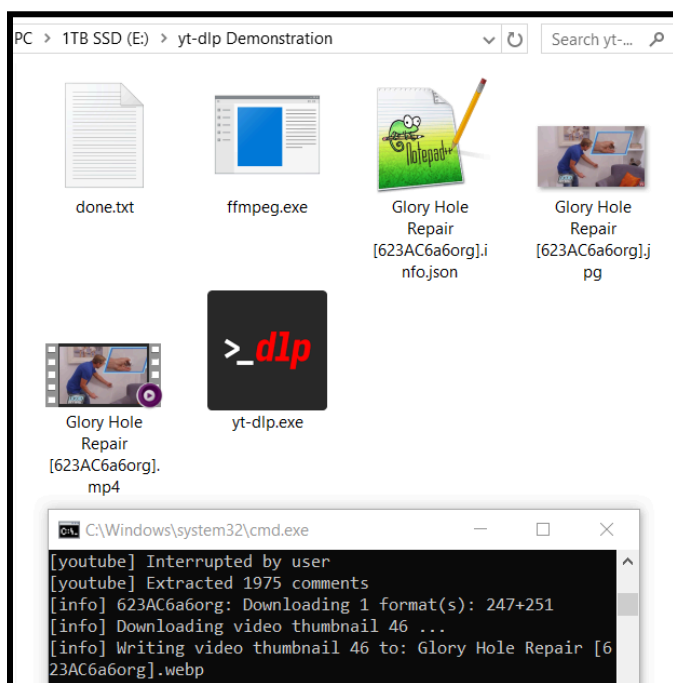 PC > 1TB SSD (E:) > yt-dlp Demonstration
Search yt-...
done.txt
ffmpeg.exe
Notepad++
Glory Hole
Repair
[623AC6a6org].i
nfo.json
Glory Hole
Repair
[623AC6a6org].j
pg
Glory Hole
Repair
[623AC6a6org].
mp4
>_dlp
yt-dlp.exe
C:\Windows\system32\cmd.exe
[youtube] Interrupted by user
[youtube] Extracted 1975 comments
[info] 623AC6a6org: Downloading 1 format(s): 247+251
[info] Downloading video thumbnail 46 ...
[info] Writing video thumbnail 46 to: Glory Hole Repair [6
23AC6a6org].webp